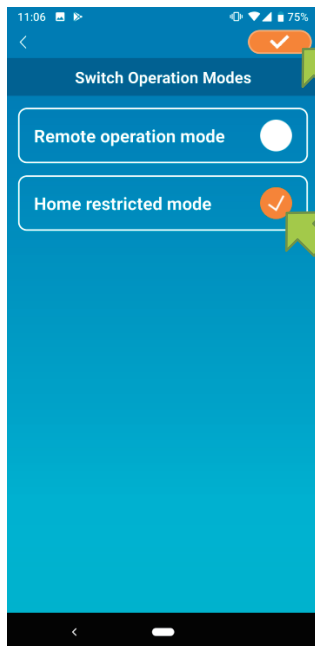 11:06
75%
Switch Operation Modes
Remote operation mode
Home restricted mode